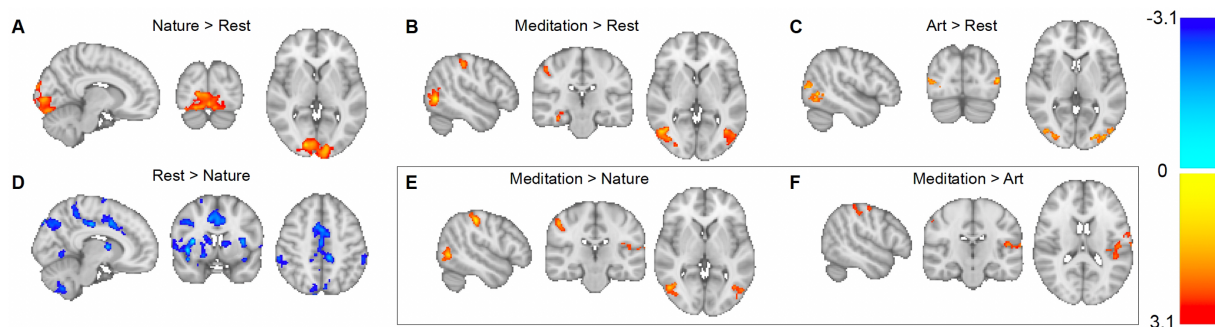 A Nature > Rest
B Meditation > Rest
C Art > Rest
-3.1
D Rest > Nature
E Meditation > Nature
F Meditation > Art
0
3.1